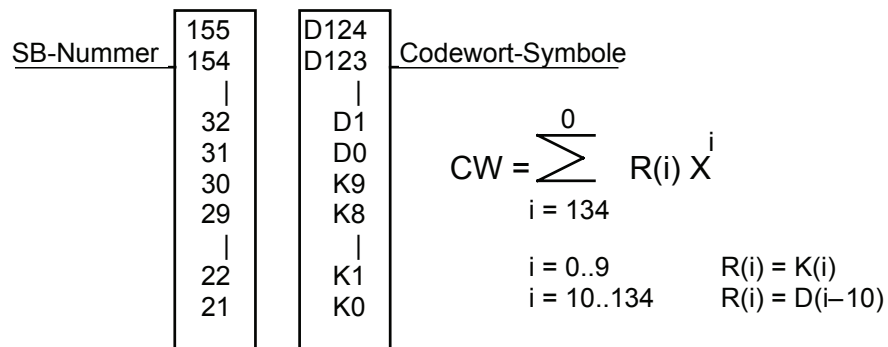 155 D124
SB-Nummer 154 D123 Codewort-Symbole
| |
32 D1
31 D0
30 K9
29 K8
| |
22 K1
21 K0
0
CW = ∑ R(i) X^i
i = 134
i = 0..9 R(i) = K(i)
i = 10..134 R(i) = D(i–10)